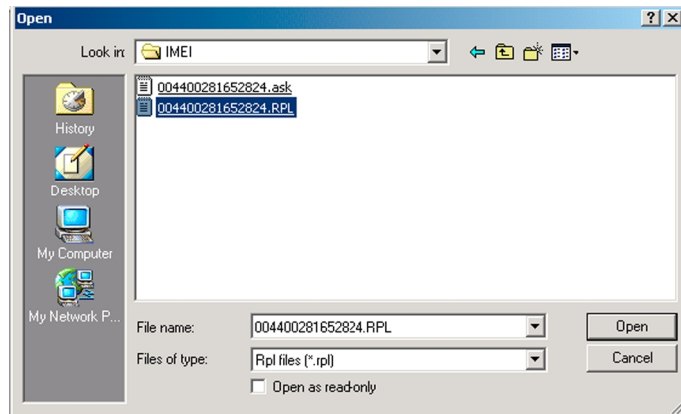 Open
Look in:
IMEI
004400281652824.ask
004400281652824.RPL
History
Desktop
My Computer
My Network P...
File name:
004400281652824.RPL
Open
Files of type:
Rpl files (*.rpl)
Cancel
Open as read-only